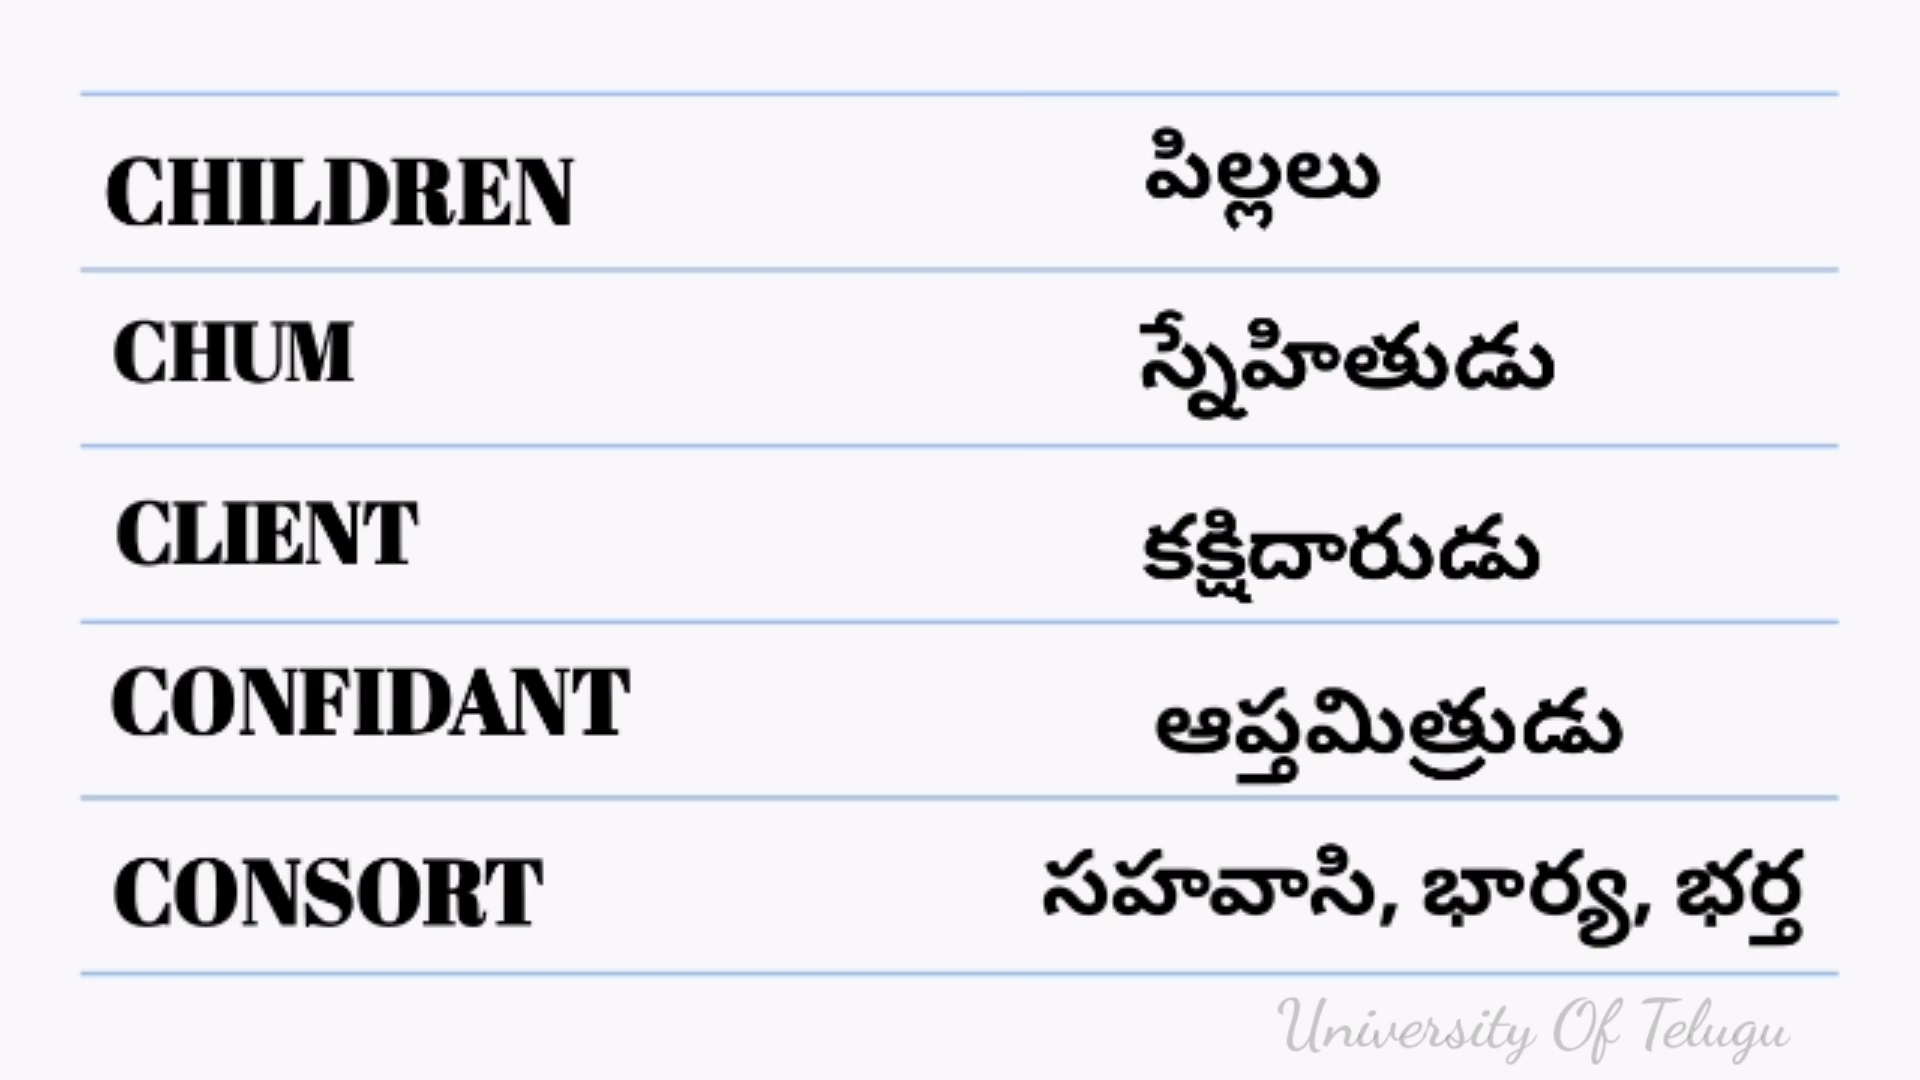 CHILDREN పిల్లలు
CHUM స్నేహితుడు
CLIENT కక్షిదారుడు
CONFIDANT ఆప్తమిత్రుడు
CONSORT సహవాసి, భార్య, భర్త
University Of Telugu